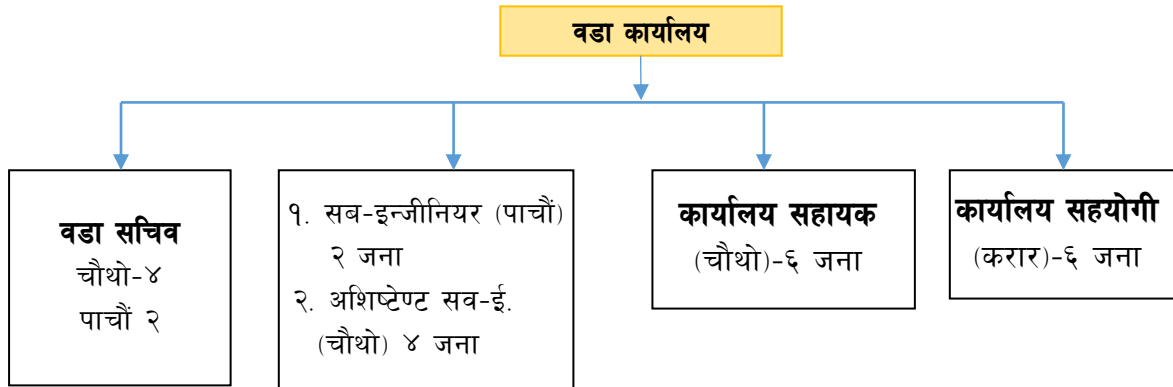 वडा कार्यालय
वडा सचिव
चौथो-४
पाचौं २
१. सब-इन्जीनियर (पाचौं)
२ जना
२. अशिष्टेण्ट सव-ई.
(चौथो) ४ जना
कार्यालय सहायक
(चौथो)-६ जना
कार्यालय सहयोगी
(करार)-६ जना